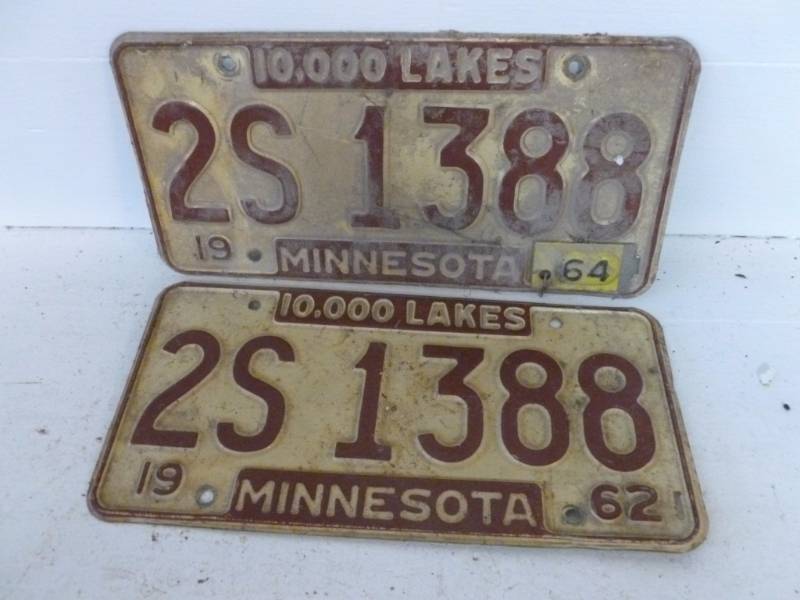 10,000 LAKES
2S 1388
19 MINNESOTA 64
10,000 LAKES
2S 1388
19 MINNESOTA 62